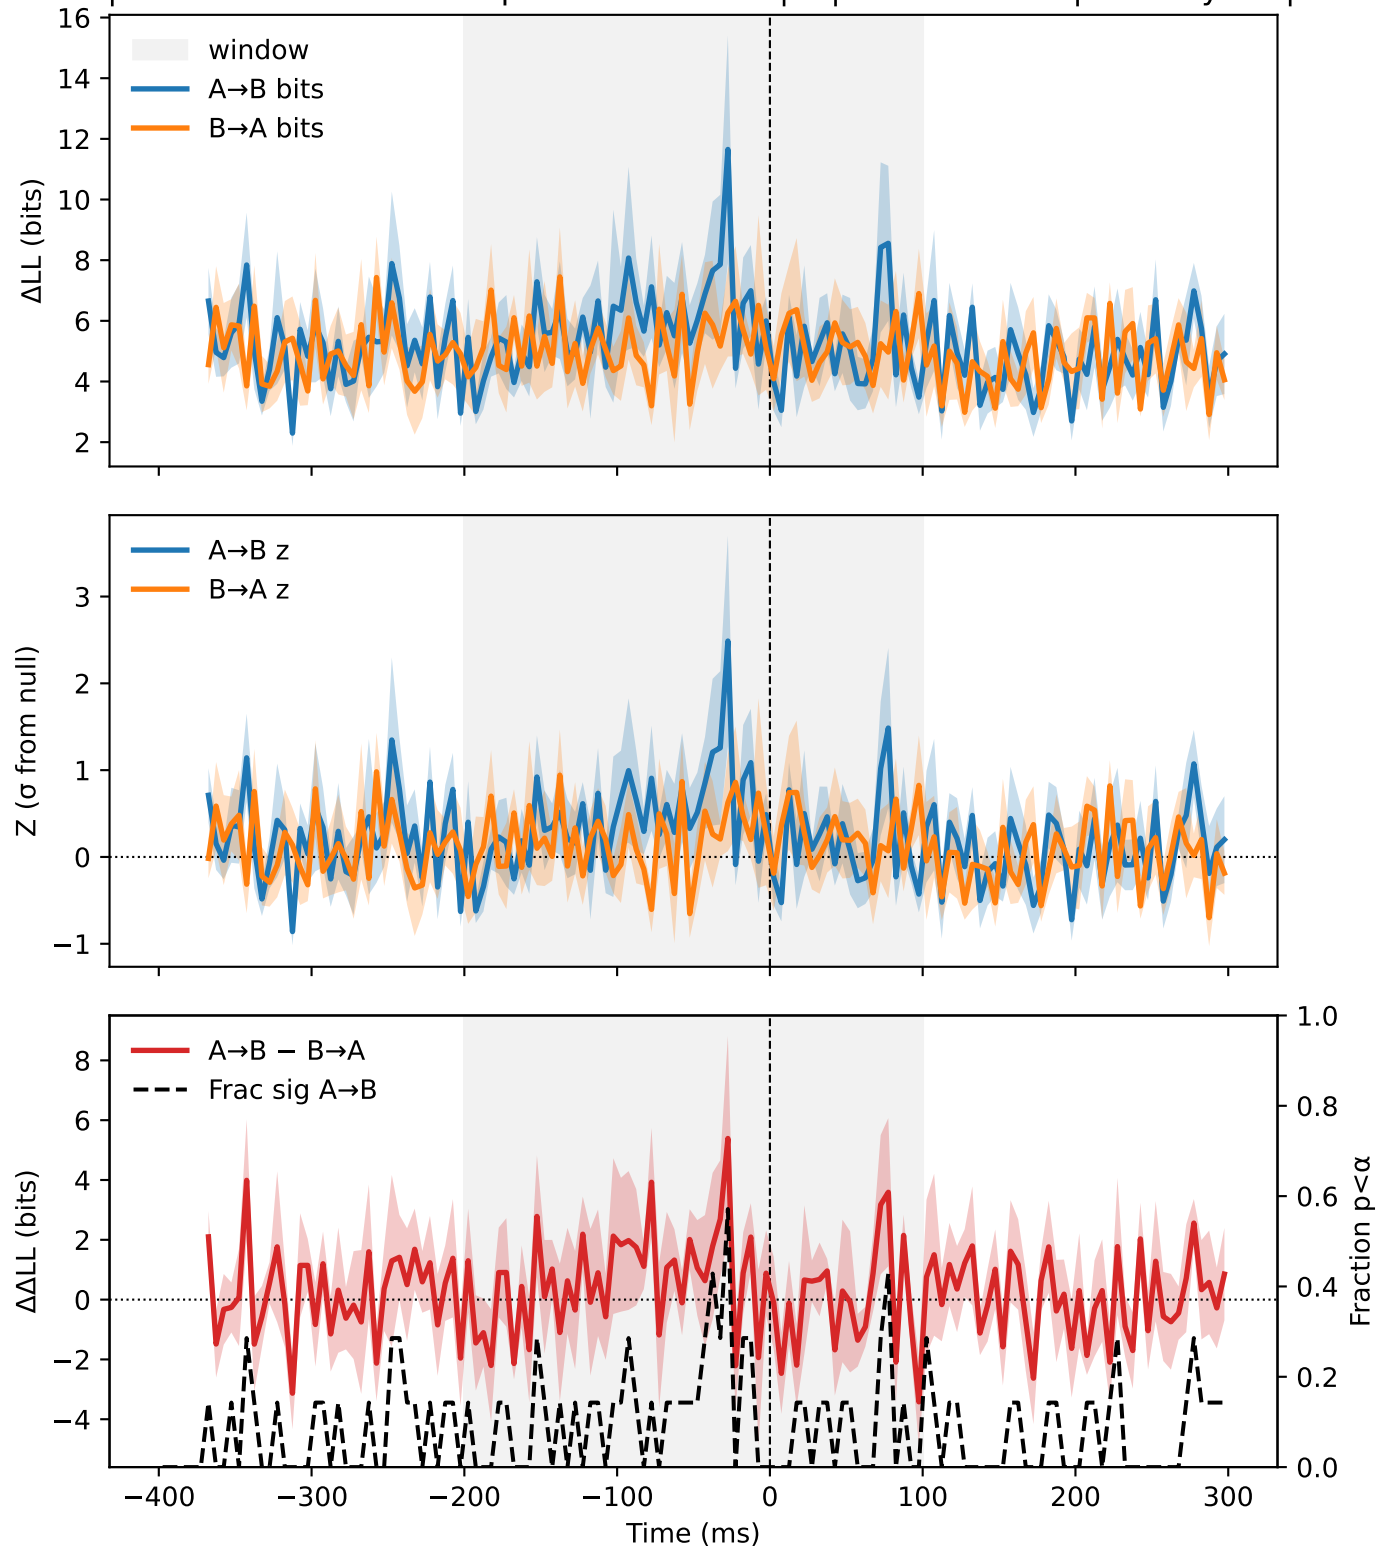 16
14
12
10
8
6
4
2
ΔLL (bits)
window
A→B bits
B→A bits
3
2
1
0
−1
Z (σ from null)
A→B z
B→A z
8
6
4
2
0
−2
−4
ΔΔLL (bits)
A→B − B→A
Frac sig A→B
1.0
0.8
0.6
0.4
0.2
0.0
Fraction p<α
−400 −300 −200 −100 0 100 200 300
Time (ms)